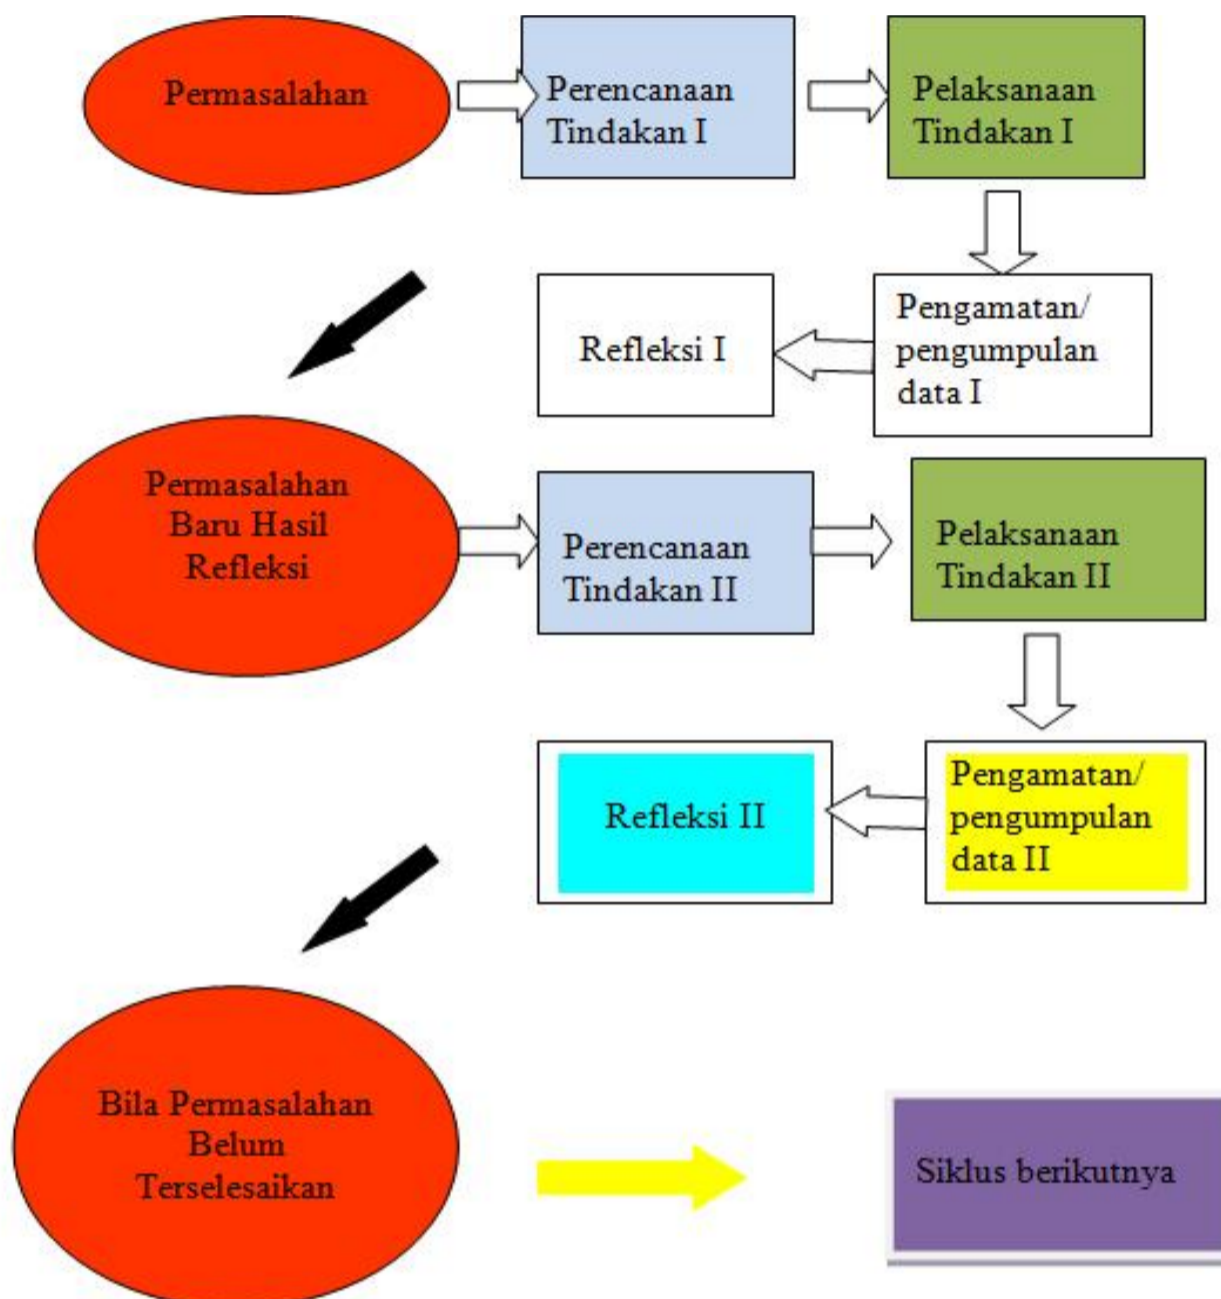 Permasalahan
Perencanaan
Tindakan I
Pelaksanaan
Tindakan I
Pengamatan/
pengumpulan
data I
Refleksi I
Permasalahan
Baru Hasil
Refleksi
Perencanaan
Tindakan II
Pelaksanaan
Tindakan II
Pengamatan/
pengumpulan
data II
Refleksi II
Bila Permasalahan
Belum
Terselesaikan
Siklus berikutnya